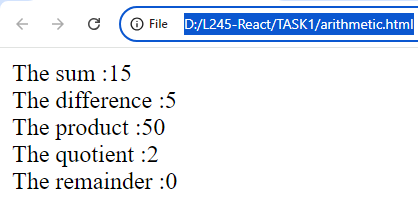 File D:/L245-React/TASK1/arithmetic.html
The sum :15
The difference :5
The product :50
The quotient :2
The remainder :0